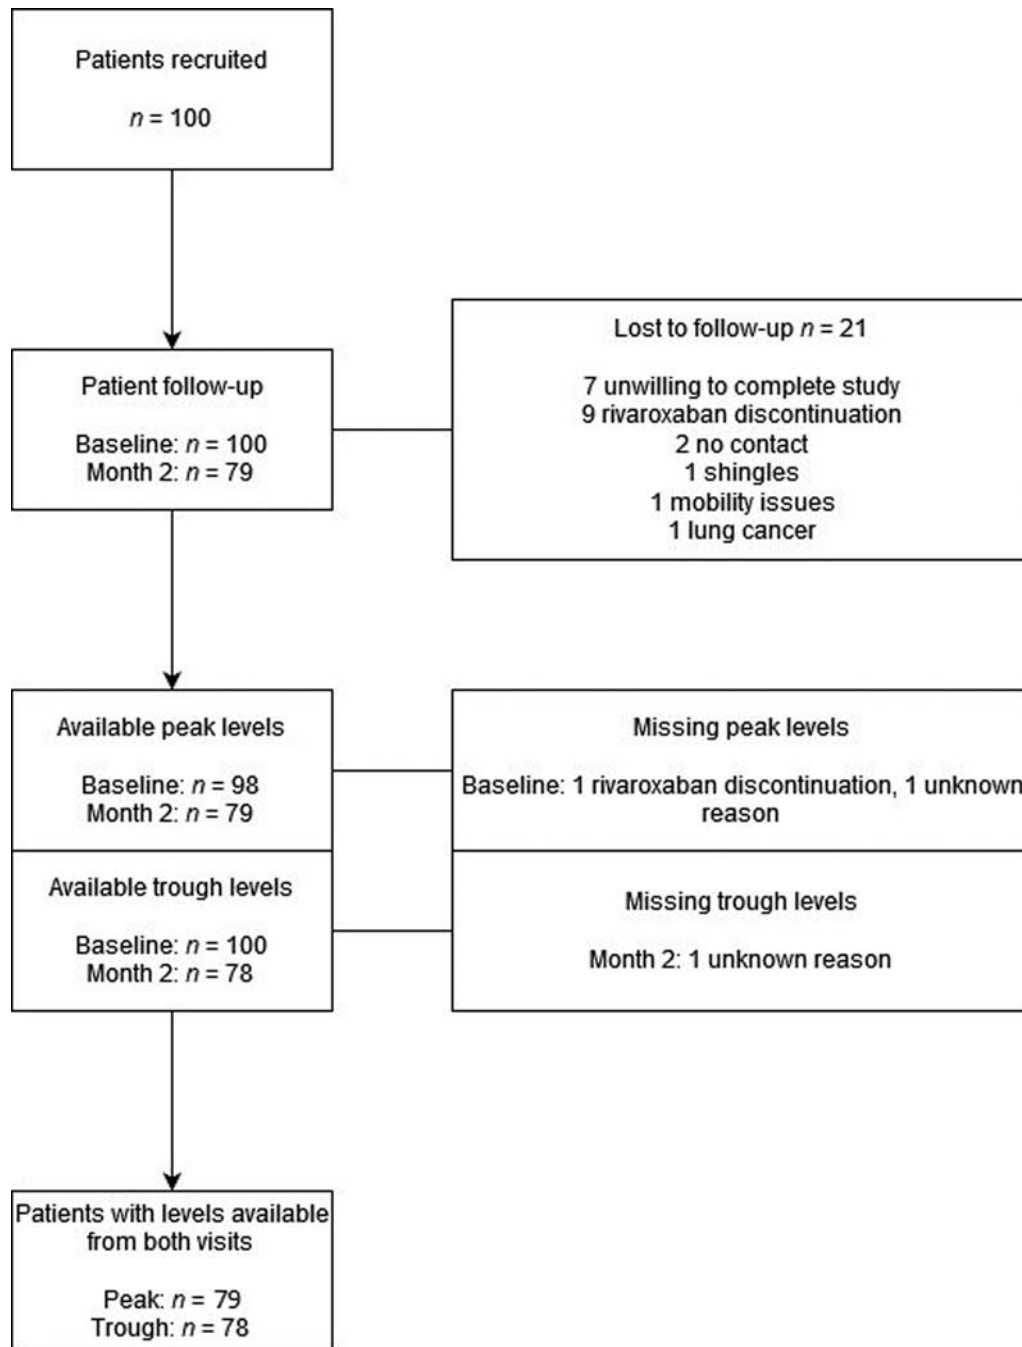 Patients recruited
n = 100
Patient follow-up
Baseline: n = 100
Month 2: n = 79
Lost to follow-up n = 21
7 unwilling to complete study
9 rivaroxaban discontinuation
2 no contact
1 shingles
1 mobility issues
1 lung cancer
Available peak levels
Baseline: n = 98
Month 2: n = 79
Missing peak levels
Baseline: 1 rivaroxaban discontinuation, 1 unknown
reason
Available trough levels
Baseline: n = 100
Month 2: n = 78
Missing trough levels
Month 2: 1 unknown reason
Patients with levels available
from both visits
Peak: n = 79
Trough: n = 78